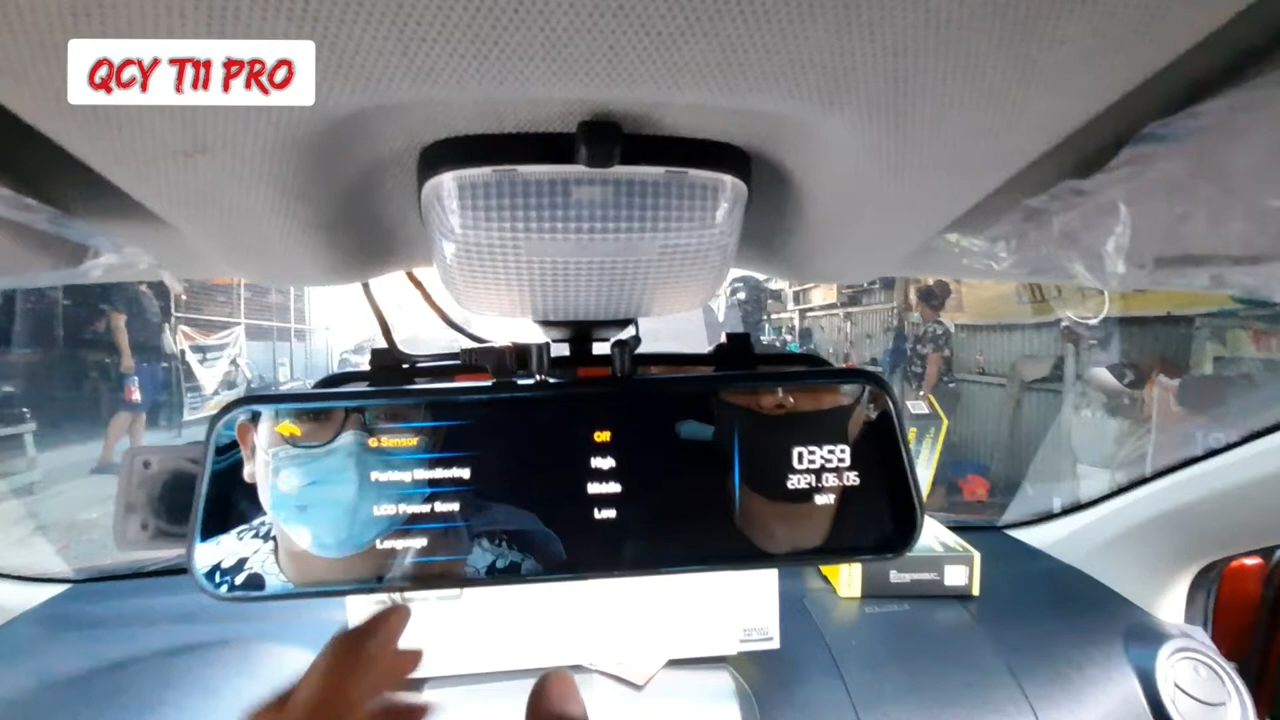 QCY T11 PRO
G Sensor
Off
Parking Monitoring
High
LCD Power Save
Middle
Language
Low
03:59
2021.06.05
SAT